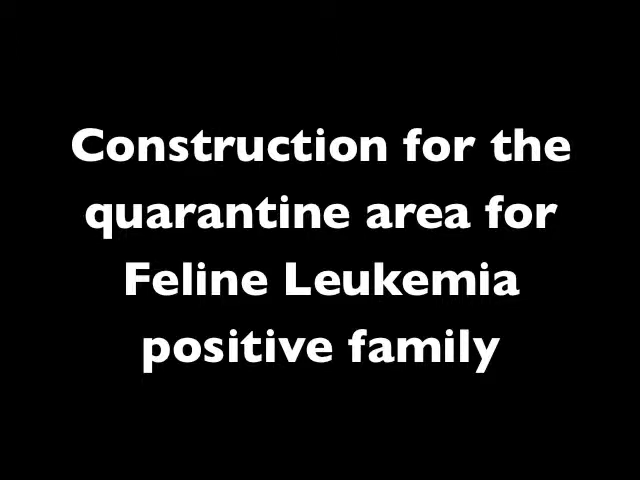 Construction for the
quarantine area for
Feline Leukemia
positive family